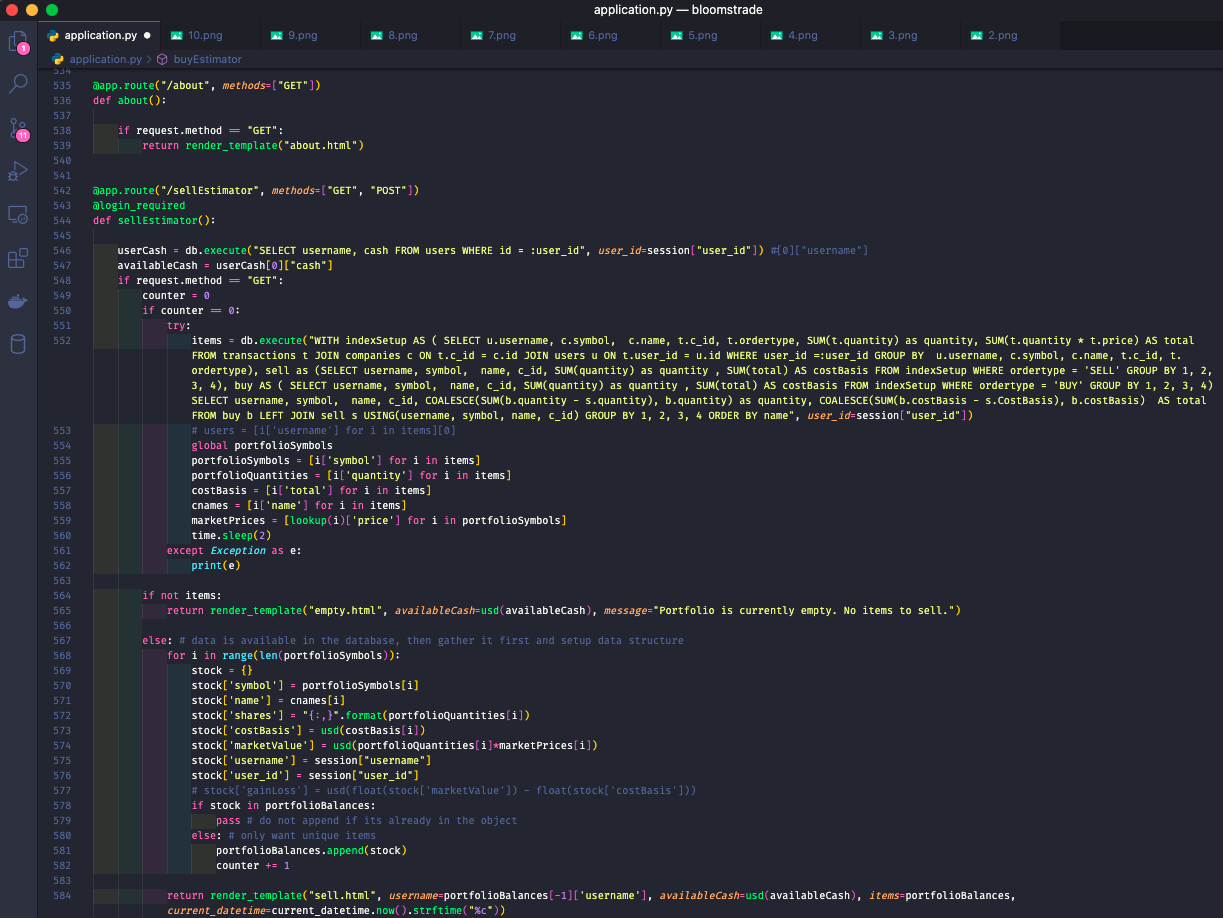 application.py — bloomstrade
application.py ● 10.png 9.png 8.png 7.png 6.png 5.png 4.png 3.png 2.png
1
application.py > buyEstimator
11
534
535 @app.route("/about", methods=["GET"])
536 def about():
537
538 if request.method == "GET":
539 return render_template("about.html")
540
541
542 @app.route("/sellEstimator", methods=["GET", "POST"])
543 @login_required
544 def sellEstimator():
545
546 userCash = db.execute("SELECT username, cash FROM users WHERE id = :user_id", user_id=session["user_id"]) #[0]["username"]
547 availableCash = userCash[0]["cash"]
548 if request.method == "GET":
549 counter = 0
550 if counter == 0:
551 try:
552 items = db.execute("WITH indexSetup AS ( SELECT u.username, c.symbol,  c.name, t.c_id, t.ordertype, SUM(t.quantity) as quantity, SUM(t.quantity * t.price) AS total
FROM transactions t JOIN companies c ON t.c_id = c.id JOIN users u ON t.user_id = u.id WHERE user_id =:user_id GROUP BY  u.username, c.symbol, c.name, t.c_id, t.
ordertype), sell as (SELECT username, symbol,  name, c_id, SUM(quantity) as quantity , SUM(total) AS costBasis FROM indexSetup WHERE ordertype = 'SELL' GROUP BY 1, 2,
3, 4), buy AS ( SELECT username, symbol,  name, c_id, SUM(quantity) as quantity , SUM(total) AS costBasis FROM indexSetup WHERE ordertype = 'BUY' GROUP BY 1, 2, 3, 4)
SELECT username, symbol,  name, c_id, COALESCE(SUM(b.quantity - s.quantity), b.quantity) as quantity, COALESCE(SUM(b.costBasis - s.CostBasis), b.costBasis)  AS total
FROM buy b LEFT JOIN sell s USING(username, symbol, name, c_id) GROUP BY 1, 2, 3, 4 ORDER BY name", user_id=session["user_id"])
553 # users = [i['username'] for i in items][0]
554 global portfolioSymbols
555 portfolioSymbols = [i['symbol'] for i in items]
556 portfolioQuantities = [i['quantity'] for i in items]
557 costBasis = [i['total'] for i in items]
558 cnames = [i['name'] for i in items]
559 marketPrices = [lookup(i)['price'] for i in portfolioSymbols]
560 time.sleep(2)
561 except Exception as e:
562 print(e)
563
564 if not items:
565 return render_template("empty.html", availableCash=usd(availableCash), message="Portfolio is currently empty. No items to sell.")
566
567 else: # data is available in the database, then gather it first and setup data structure
568 for i in range(len(portfolioSymbols)):
569 stock = {}
570 stock['symbol'] = portfolioSymbols[i]
571 stock['name'] = cnames[i]
572 stock['shares'] = "{:,}".format(portfolioQuantities[i])
573 stock['costBasis'] = usd(costBasis[i])
574 stock['marketValue'] = usd(portfolioQuantities[i]*marketPrices[i])
575 stock['username'] = session["username"]
576 stock['user_id'] = session["user_id"]
577 # stock['gainLoss'] = usd(float(stock['marketValue']) - float(stock['costBasis']))
578 if stock in portfolioBalances:
579 pass # do not append if its already in the object
580 else: # only want unique items
581 portfolioBalances.append(stock)
582 counter += 1
583
584 return render_template("sell.html", username=portfolioBalances[-1]['username'], availableCash=usd(availableCash), items=portfolioBalances,
current_datetime=current_datetime.now().strftime("%c"))